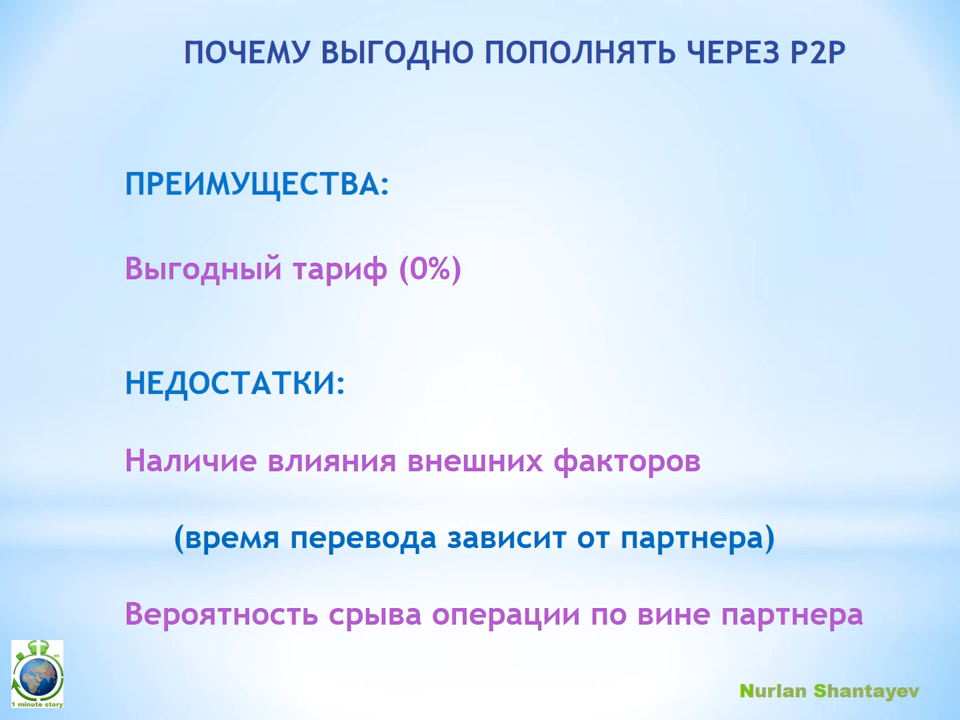 ПОЧЕМУ ВЫГОДНО ПОПОЛНЯТЬ ЧЕРЕЗ P2P
ПРЕИМУЩЕСТВА:
Выгодный тариф (0%)
НЕДОСТАТКИ:
Наличие влияния внешних факторов
(время перевода зависит от партнера)
Вероятность срыва операции по вине партнера
1 minute story
Nurlan Shantayev